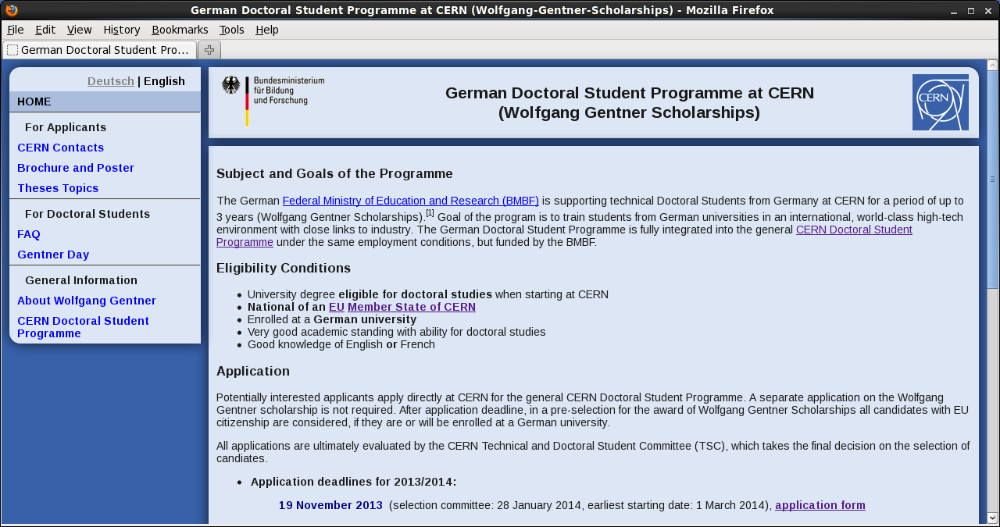 German Doctoral Student Programme at CERN (Wolfgang-Gentner-Scholarships) - Mozilla Firefox
File Edit View History Bookmarks Tools Help
German Doctoral Student Pro...
Deutsch | English
HOME
For Applicants
CERN Contacts
Brochure and Poster
Theses Topics
For Doctoral Students
FAQ
Gentner Day
General Information
About Wolfgang Gentner
CERN Doctoral Student
Programme
Bundesministerium
für Bildung
und Forschung
German Doctoral Student Programme at CERN
(Wolfgang Gentner Scholarships)
CERN
Subject and Goals of the Programme
The German Federal Ministry of Education and Research (BMBF) is supporting technical Doctoral Students from Germany at CERN for a period of up to
3 years (Wolfgang Gentner Scholarships).[1] Goal of the program is to train students from German universities in an international, world-class high-tech
environment with close links to industry. The German Doctoral Student Programme is fully integrated into the general CERN Doctoral Student
Programme under the same employment conditions, but funded by the BMBF.
Eligibility Conditions
• University degree eligible for doctoral studies when starting at CERN
• National of an EU Member State of CERN
• Enrolled at a German university
• Very good academic standing with ability for doctoral studies
• Good knowledge of English or French
Application
Potentially interested applicants apply directly at CERN for the general CERN Doctoral Student Programme. A separate application on the Wolfgang
Gentner scholarship is not required. After application deadline, in a pre-selection for the award of Wolfgang Gentner Scholarships all candidates with EU
citizenship are considered, if they are or will be enrolled at a German university.
All applications are ultimately evaluated by the CERN Technical and Doctoral Student Committee (TSC), which takes the final decision on the selection of
candiates.
• Application deadlines for 2013/2014:
19 November 2013 (selection committee: 28 January 2014, earliest starting date: 1 March 2014), application form